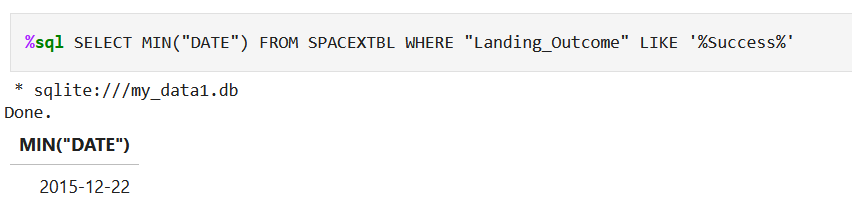 %sql SELECT MIN("DATE") FROM SPACEXTBL WHERE "Landing_Outcome" LIKE '%Success%'
* sqlite:///my_data1.db
Done.
MIN("DATE")
2015-12-22